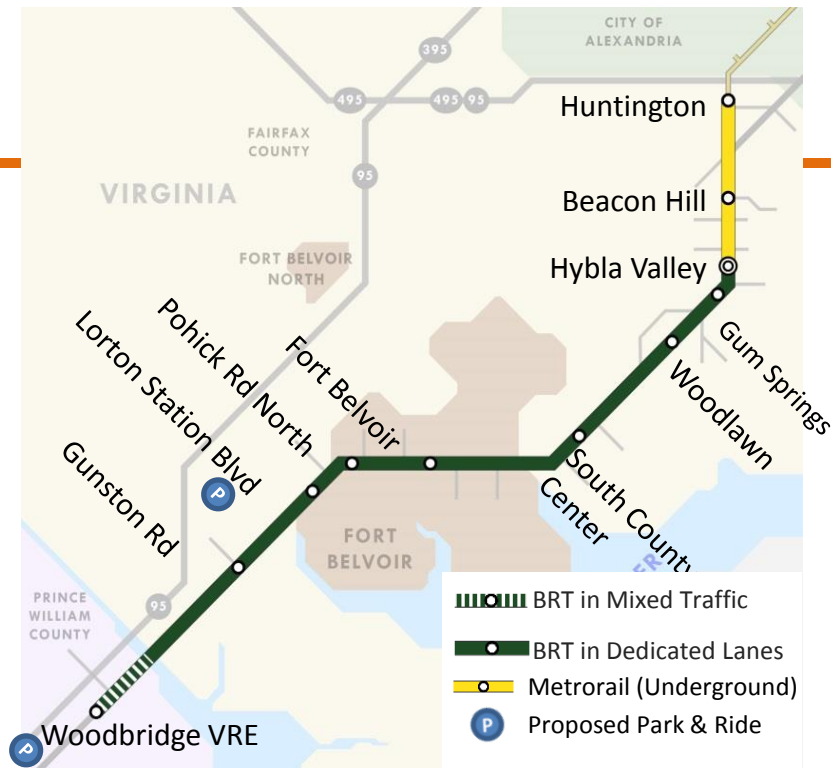 CITY OF
ALEXANDRIA
395
495
495
95
Huntington
FAIRFAX
COUNTY
95
VIRGINIA
Beacon Hill
FORT BELVOIR
NORTH
Hybla Valley
Gum Springs
Woodlawn
South County
Center
Fort Belvoir
Pohick Rd North
Lorton Station Blvd
P
Gunston Rd
FORT
BELVOIR
PRINCE
WILLIAM
COUNTY
95
Woodbridge VRE
P
BRT in Mixed Traffic
BRT in Dedicated Lanes
Metrorail (Underground)
P Proposed Park & Ride